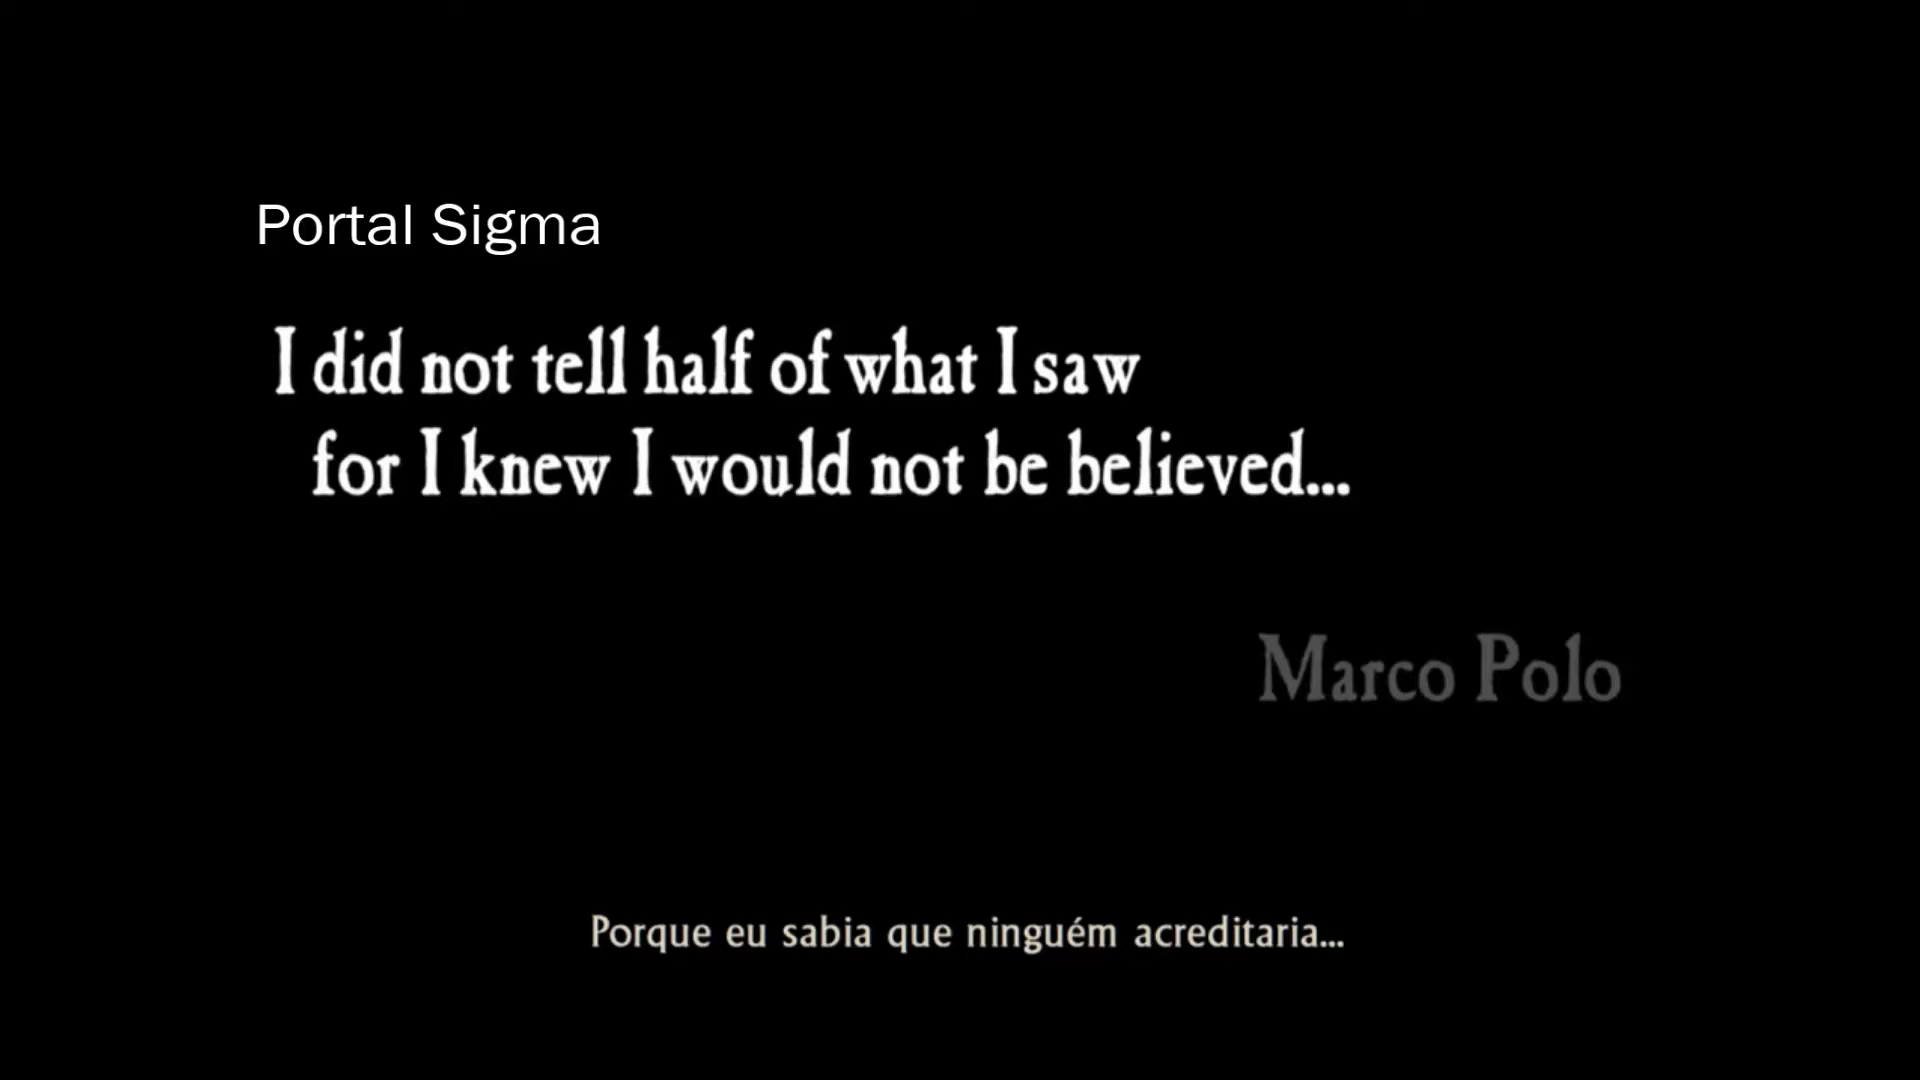 Portal Sigma
I did not tell half of what I saw
for I knew I would not be believed...
Marco Polo
Porque eu sabia que ninguém acreditaria...